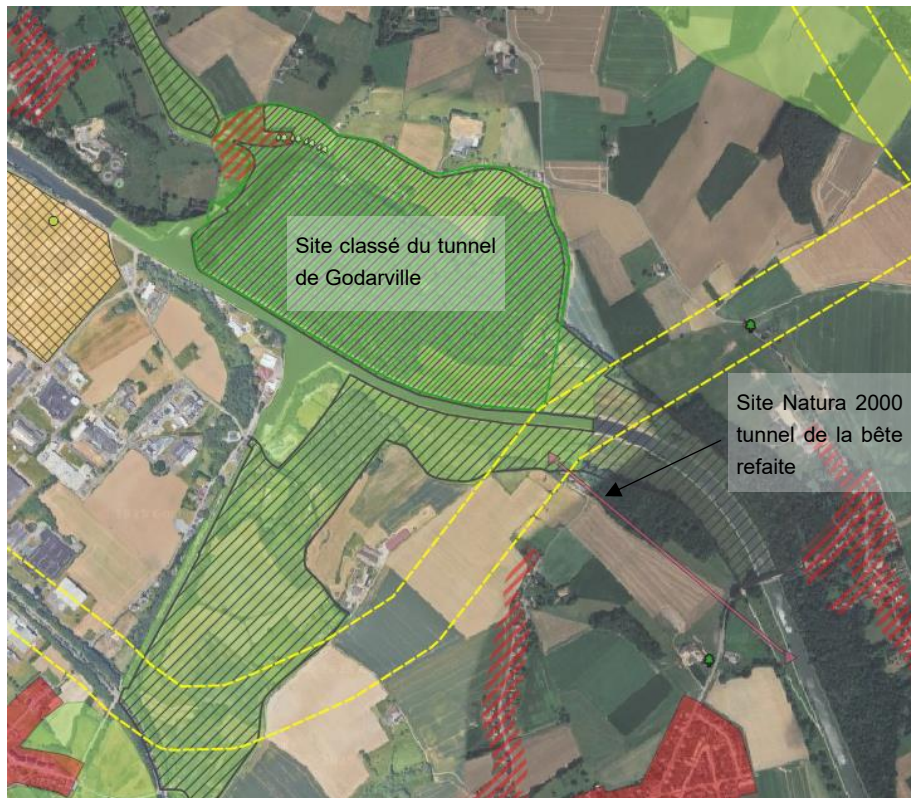 Site classé du tunnel
de Godarville
Site Natura 2000
tunnel de la bête
refaite